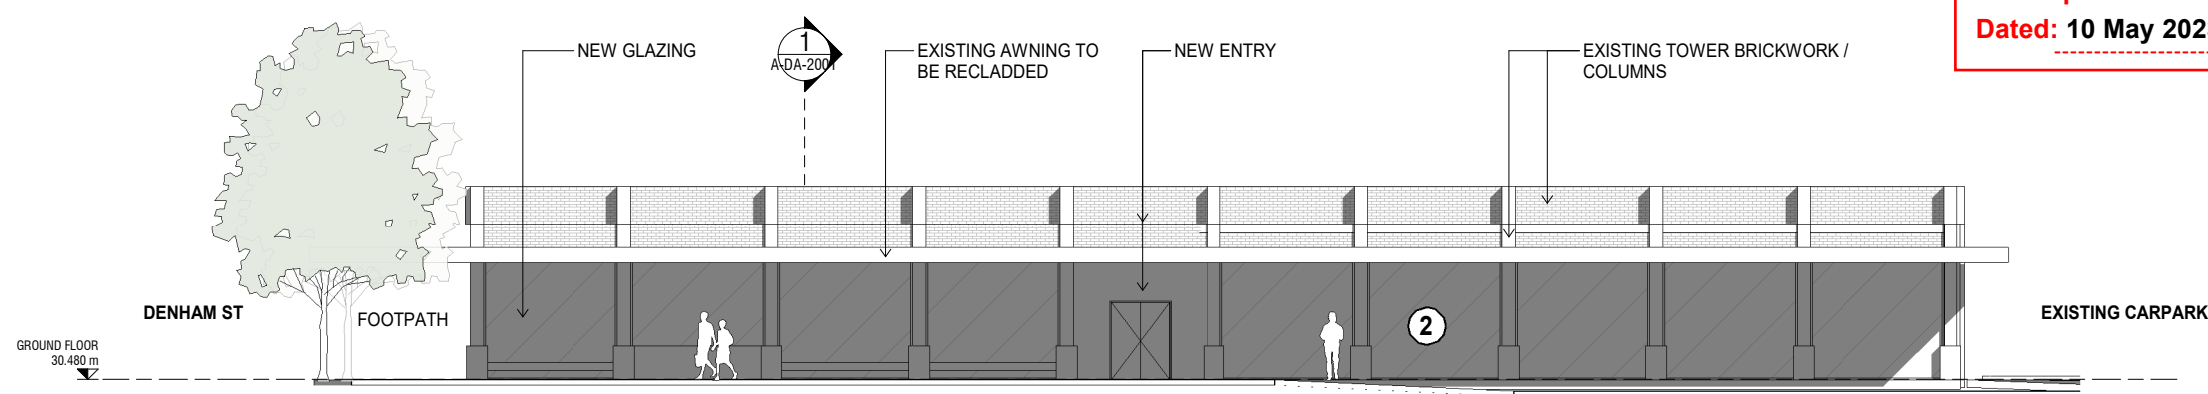 Dated: 10 May 202
NEW GLAZING
1
A-DA-2001
EXISTING AWNING TO
BE RECLADDED
NEW ENTRY
EXISTING TOWER BRICKWORK /
COLUMNS
DENHAM ST
FOOTPATH
2
EXISTING CARPARK
GROUND FLOOR
30.480 m